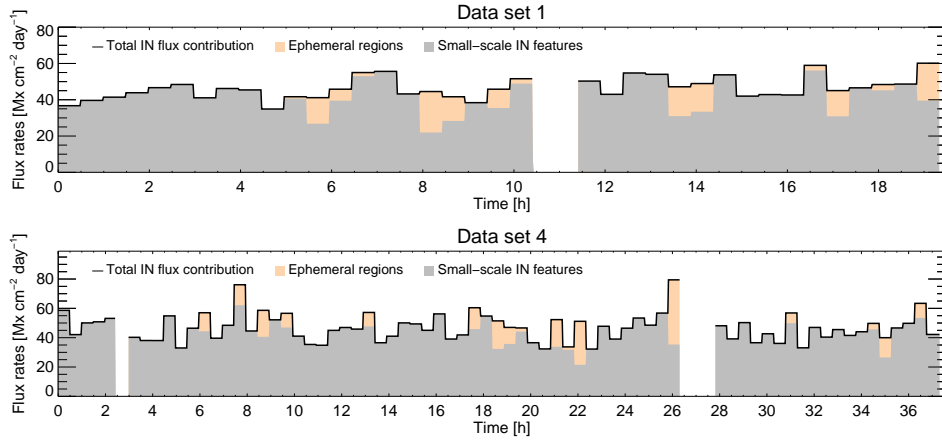 Data set 1
80
60
40
20
0
Flux rates [Mx cm⁻² day⁻¹]
Total IN flux contribution
Ephemeral regions
Small-scale IN features
0 2 4 6 8 10 12 14 16 18
Time [h]
Data set 4
80
60
40
20
0
Flux rates [Mx cm⁻² day⁻¹]
Total IN flux contribution
Ephemeral regions
Small-scale IN features
0 2 4 6 8 10 12 14 16 18 20 22 24 26 28 30 32 34 36
Time [h]